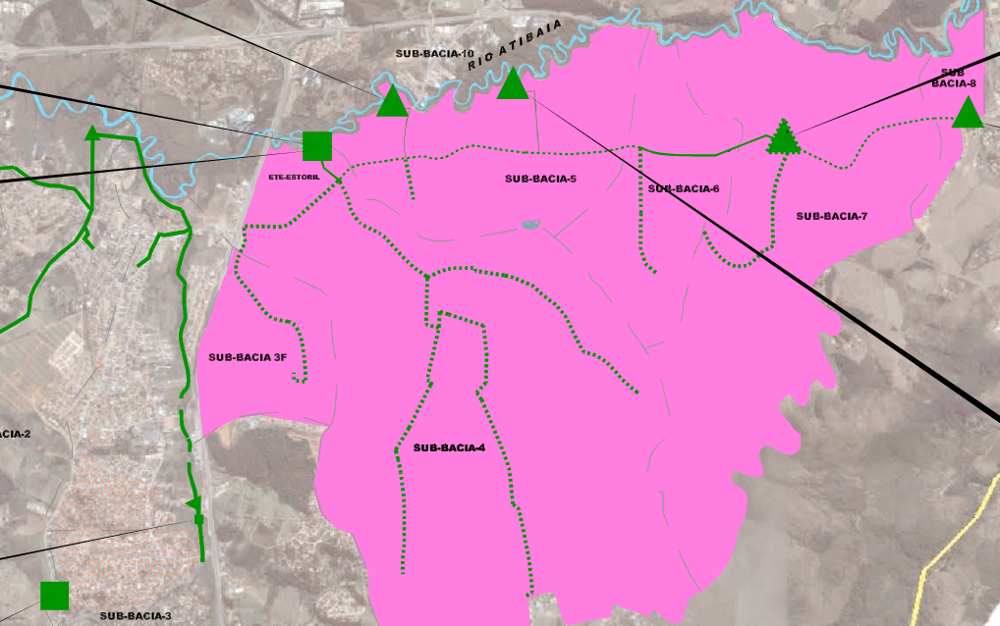 SUB-BACIA-10
RIO ATIBAIA
SUB
BACIA-8
ETE-ESTORIL
SUB-BACIA-5
SUB-BACIA-6
SUB-BACIA-7
SUB-BACIA 3F
ACIA-2
SUB-BACIA-4
SUB-BACIA-3